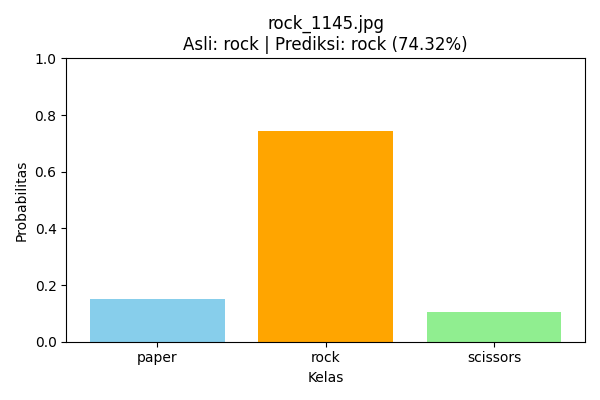 rock_1145.jpg
Asli: rock | Prediksi: rock (74.32%)
1.0
0.8
0.6
0.4
0.2
0.0
Probabilitas
paper
rock
scissors
Kelas